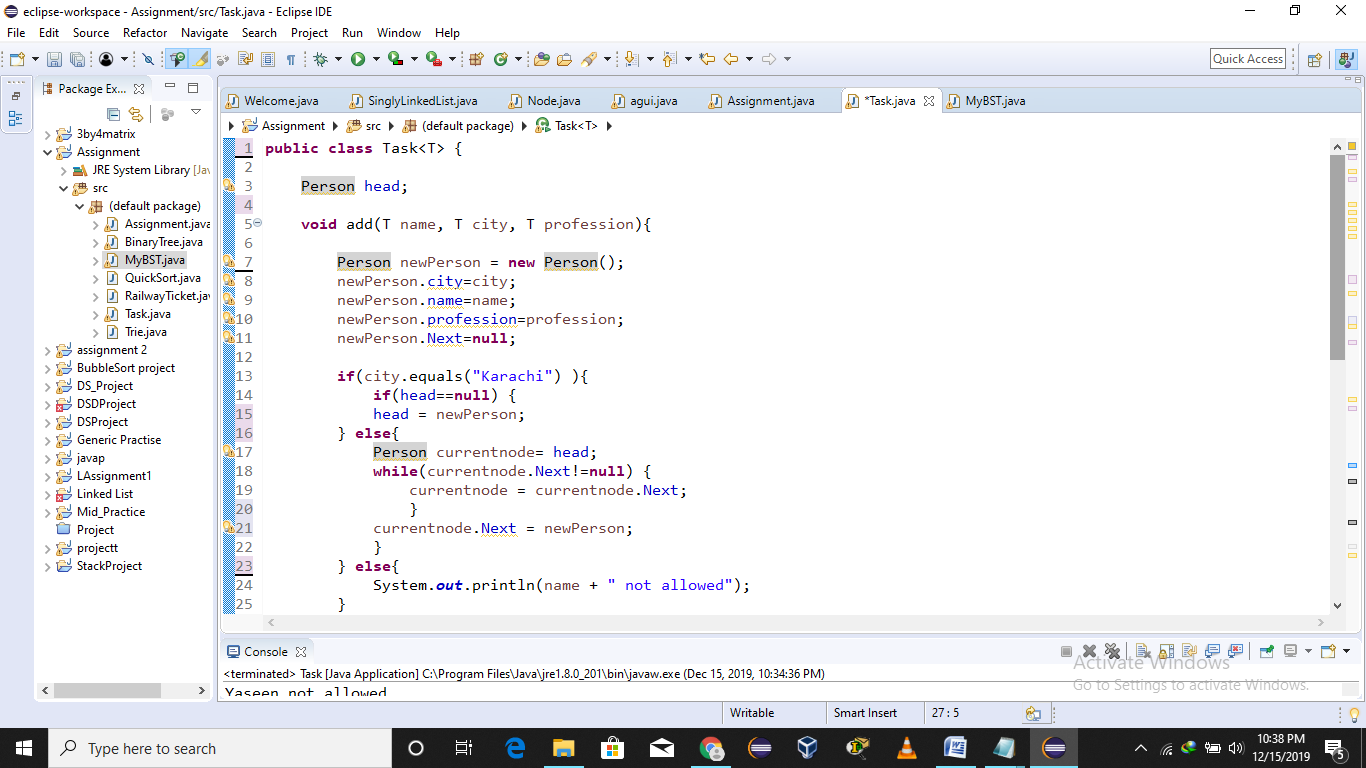 eclipse-workspace - Assignment/src/Task.java - Eclipse IDE
File Edit Source Refactor Navigate Search Project Run Window Help
Quick Access
Package Ex...
Welcome.java SinglyLinkedList.java Node.java agui.java Assignment.java *Task.java MyBST.java
Assignment src (default package) Task<T>
3by4matrix
Assignment
JRE System Library [Jav
src
(default package)
Assignment.java
BinaryTree.java
MyBST.java
QuickSort.java
RailwayTicket.jav
Task.java
Trie.java
assignment 2
BubbleSort project
DS_Project
DSDProject
DSProject
Generic Practise
javap
LAssignment1
Linked List
Mid_Practice
Project
projectt
StackProject
1 public class Task<T> {
2
3 Person head;
4
5 void add(T name, T city, T profession){
6
7 Person newPerson = new Person();
8 newPerson.city=city;
9 newPerson.name=name;
10 newPerson.profession=profession;
11 newPerson.Next=null;
12
13 if(city.equals("Karachi") ){
14 if(head==null) {
15 head = newPerson;
16 } else{
17 Person currentnode= head;
18 while(currentnode.Next!=null) {
19 currentnode = currentnode.Next;
20 }
21 currentnode.Next = newPerson;
22 }
23 } else{
24 System.out.println(name + " not allowed");
25 }
Console
<terminated> Task [Java Application] C:\Program Files\Java\jre1.8.0_201\bin\javaw.exe (Dec 15, 2019, 10:34:36 PM)
Yaseen not allowed
Activate Windows
Go to Settings to activate Windows.
Writable Smart Insert 27 : 5
Type here to search
10:38 PM
12/15/2019
5